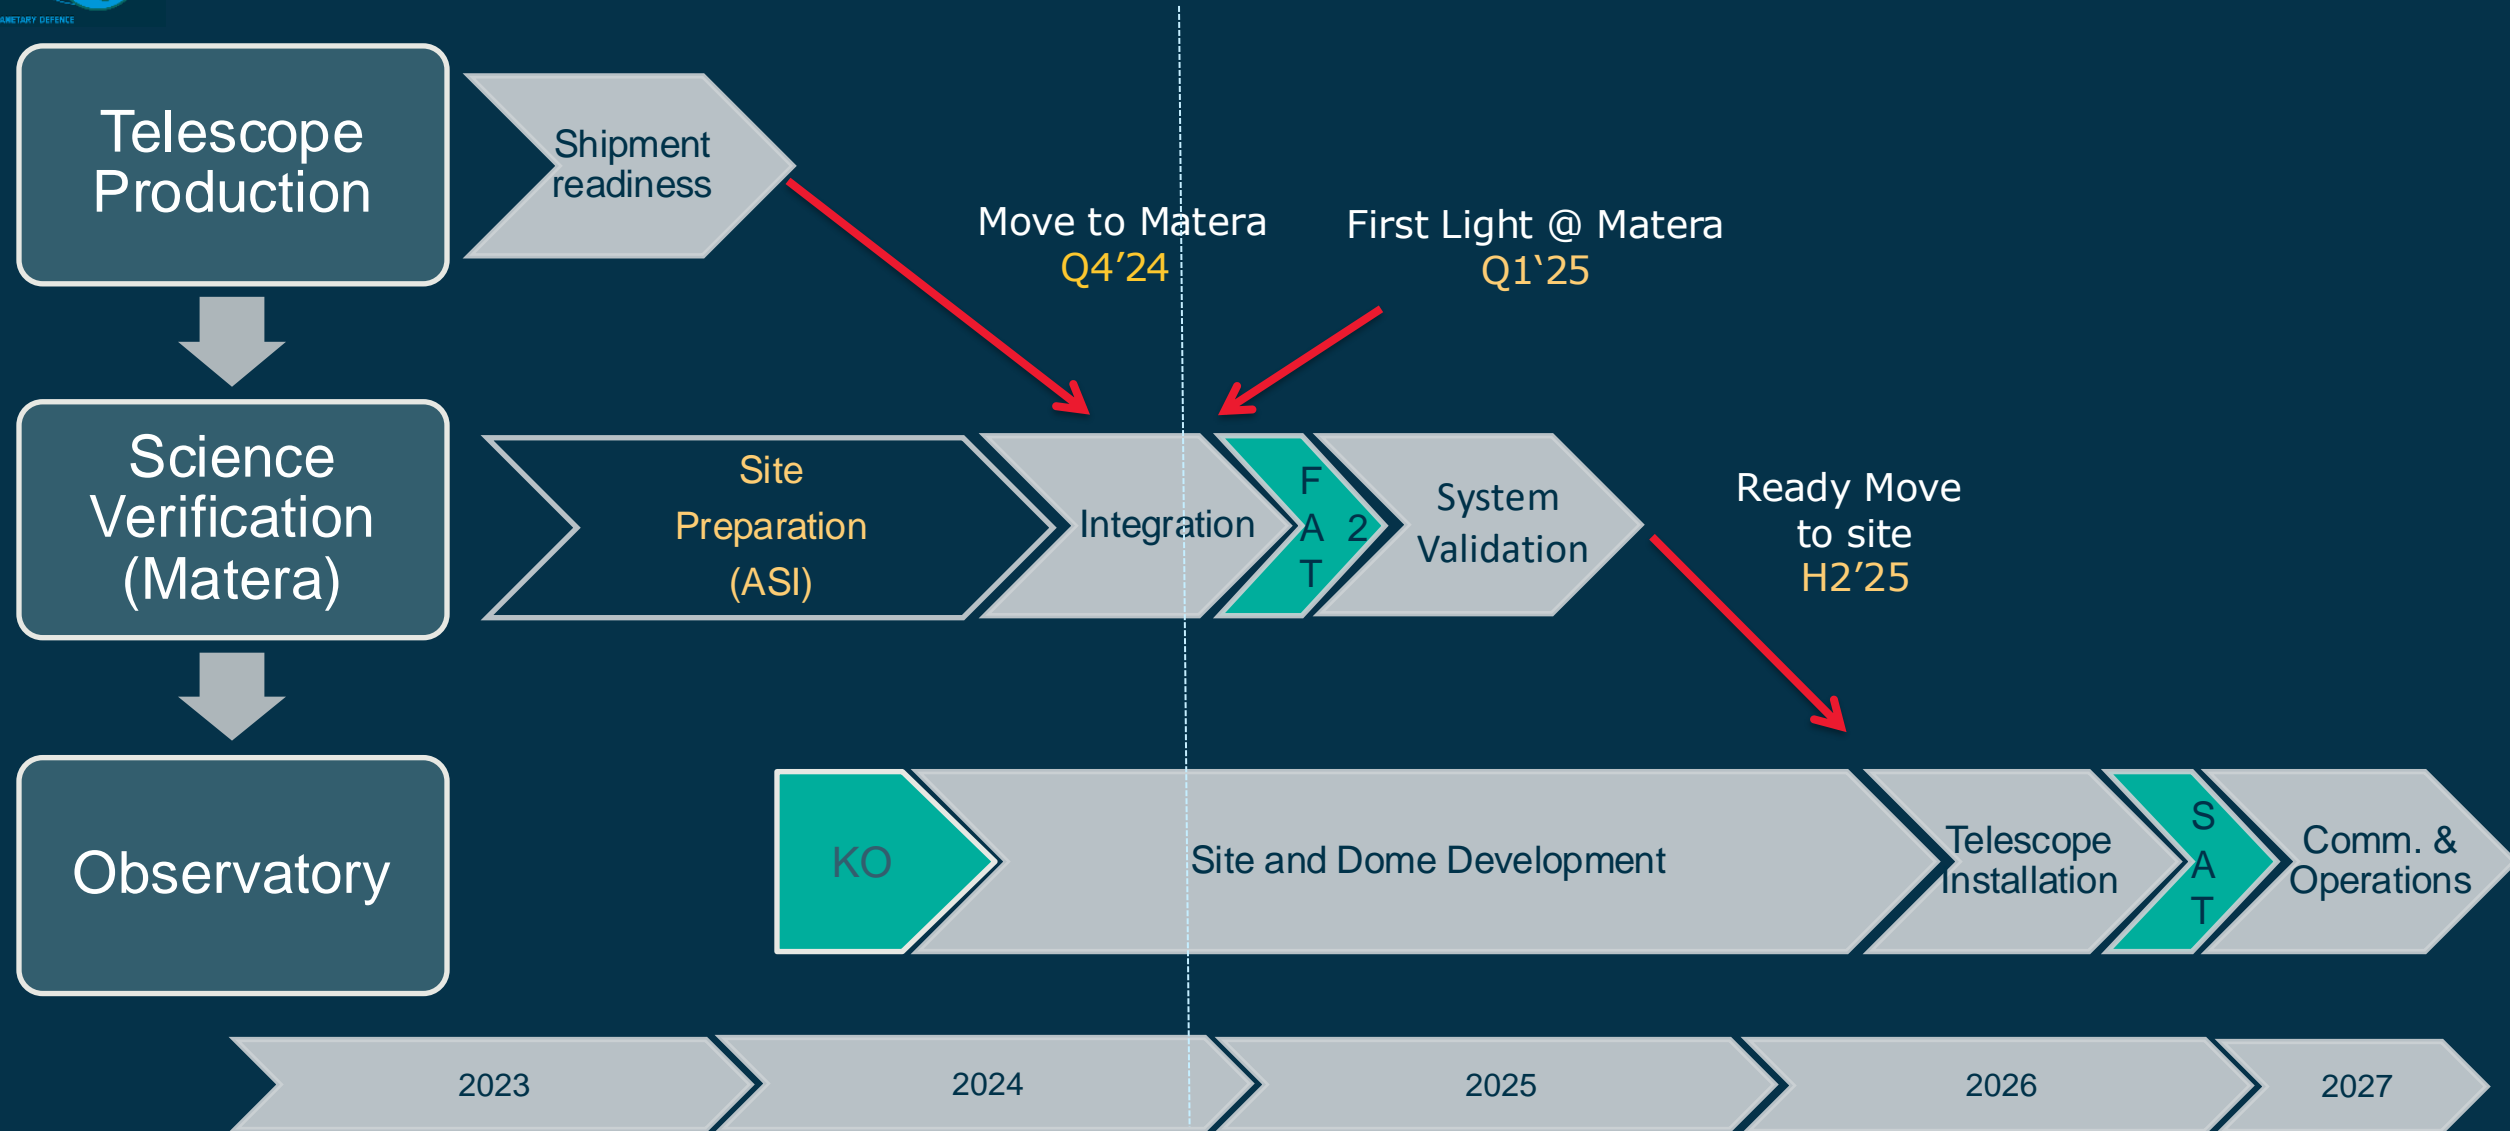 PLANETARY DEFENCE
Telescope
Production
Shipment
readiness
Move to Matera
Q4’24
First Light @ Matera
Q1‘25
Science
Verification
(Matera)
Site
Preparation
(ASI)
Integration
F
A 2
T
System
Validation
Ready Move
to site
H2’25
Observatory
KO
Site and Dome Development
Telescope
Installation
S
A
T
Comm. &
Operations
2023
2024
2025
2026
2027